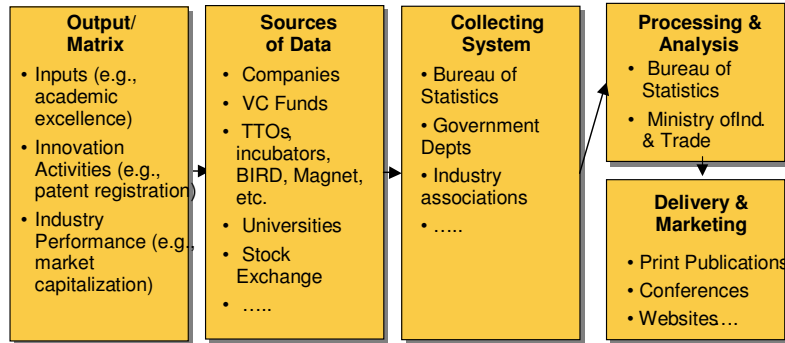 Output/
Matrix
• Inputs (e.g.,
academic
excellence)
• Innovation
Activities (e.g.,
patent registration)
• Industry
Performance (e.g.,
market
capitalization)
Sources
of Data
• Companies
• VC Funds
• TTOs,
incubators,
BIRD, Magnet,
etc.
• Universities
• Stock
Exchange
• …..
Collecting
System
• Bureau of
Statistics
• Government
Depts
• Industry
associations
• …..
Processing &
Analysis
• Bureau of
Statistics
• Ministry ofInd.
& Trade
Delivery &
Marketing
• Print Publications
• Conferences
• Websites…